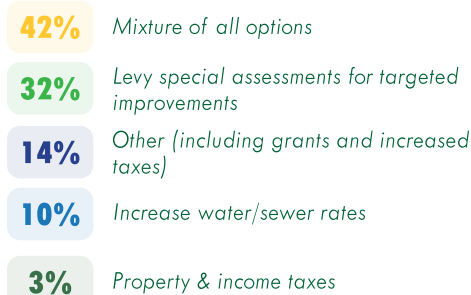 42% Mixture of all options
32% Levy special assessments for targeted
improvements
14% Other (including grants and increased
taxes)
10% Increase water/sewer rates
3% Property & income taxes